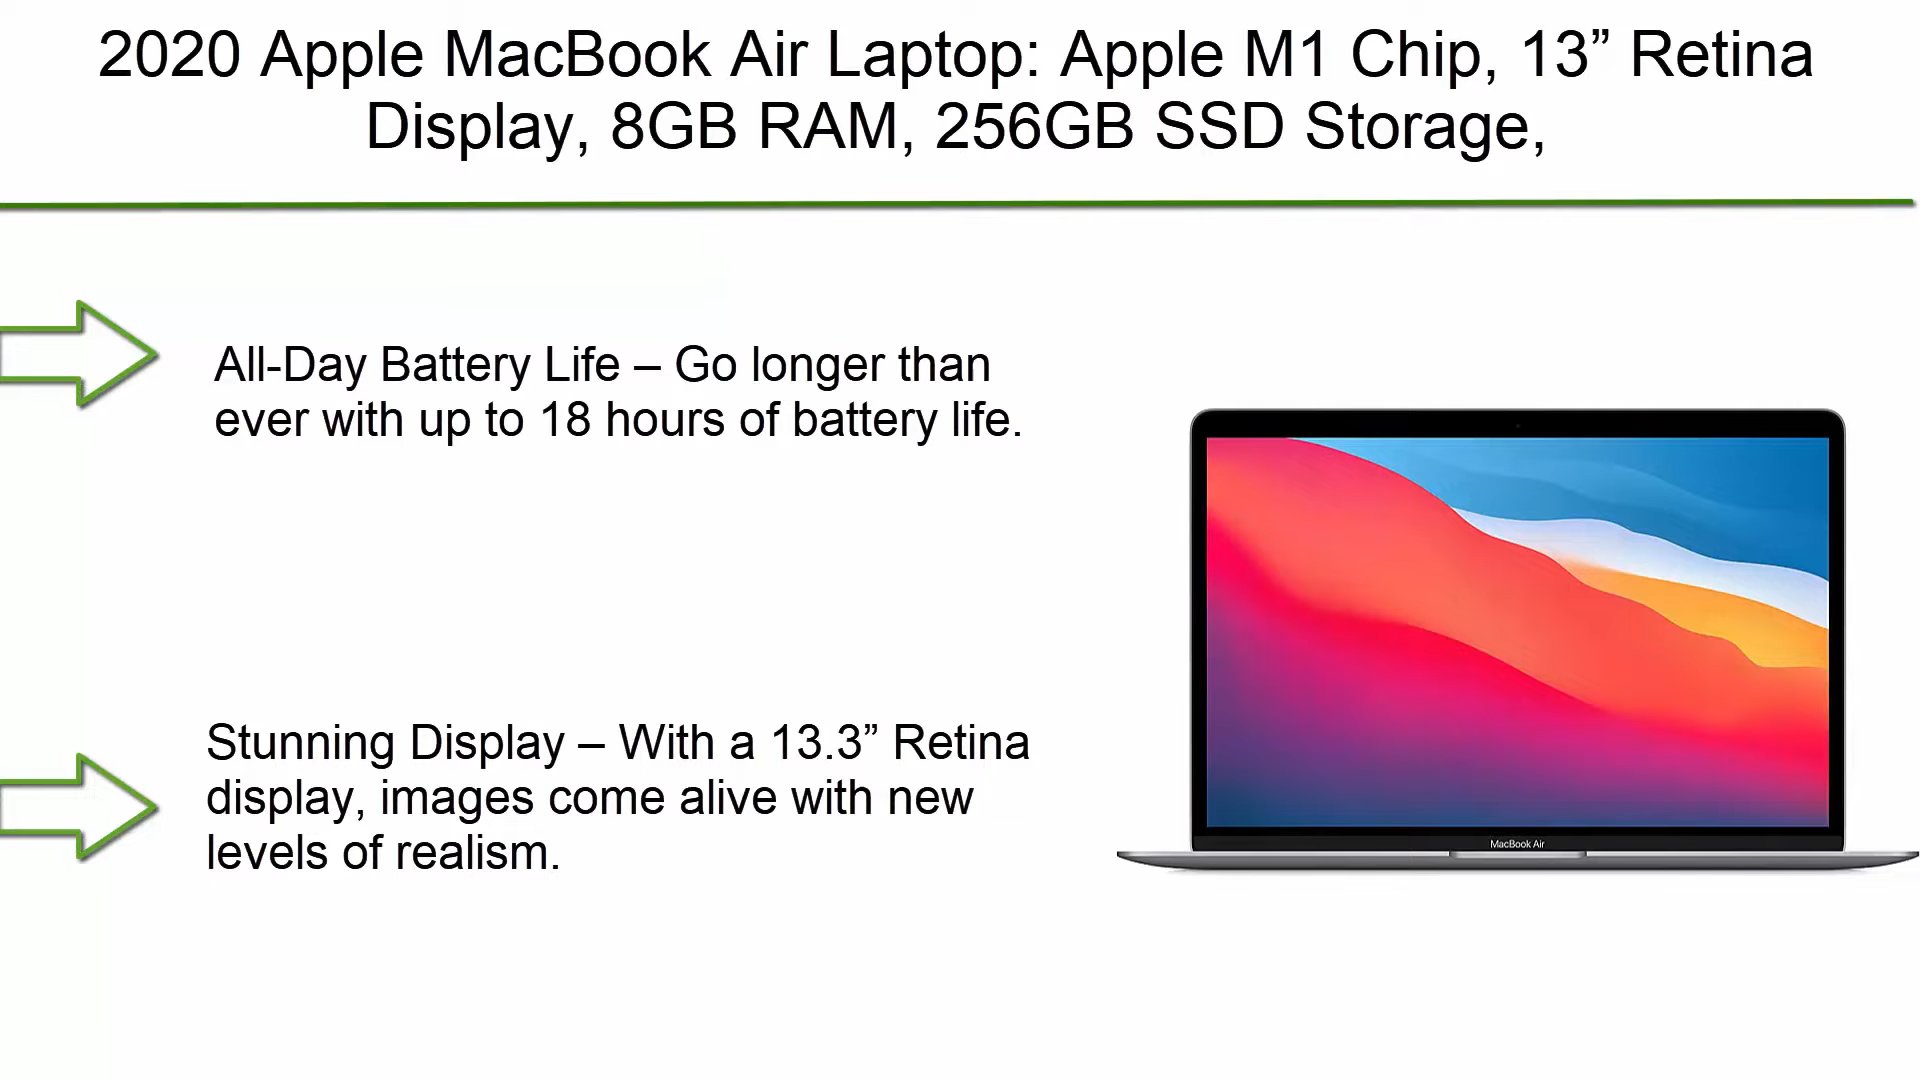 2020 Apple MacBook Air Laptop: Apple M1 Chip, 13” Retina
Display, 8GB RAM, 256GB SSD Storage,
All-Day Battery Life – Go longer than
ever with up to 18 hours of battery life.
Stunning Display – With a 13.3” Retina
display, images come alive with new
levels of realism.
MacBook Air